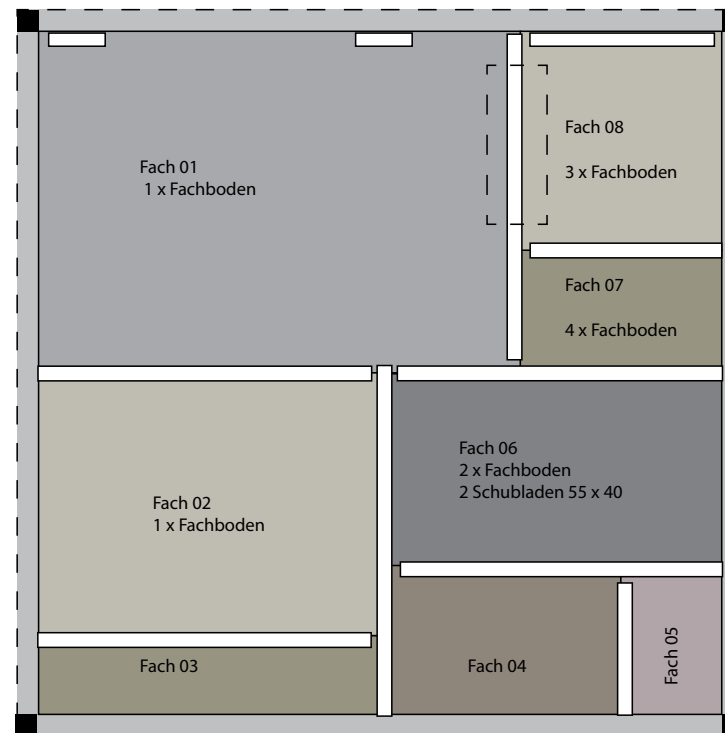 Fach 01
1 x Fachboden
Fach 08
3 x Fachboden
Fach 07
4 x Fachboden
Fach 06
2 x Fachboden
2 Schubladen 55 x 40
Fach 02
1 x Fachboden
Fach 03
Fach 04
Fach 05